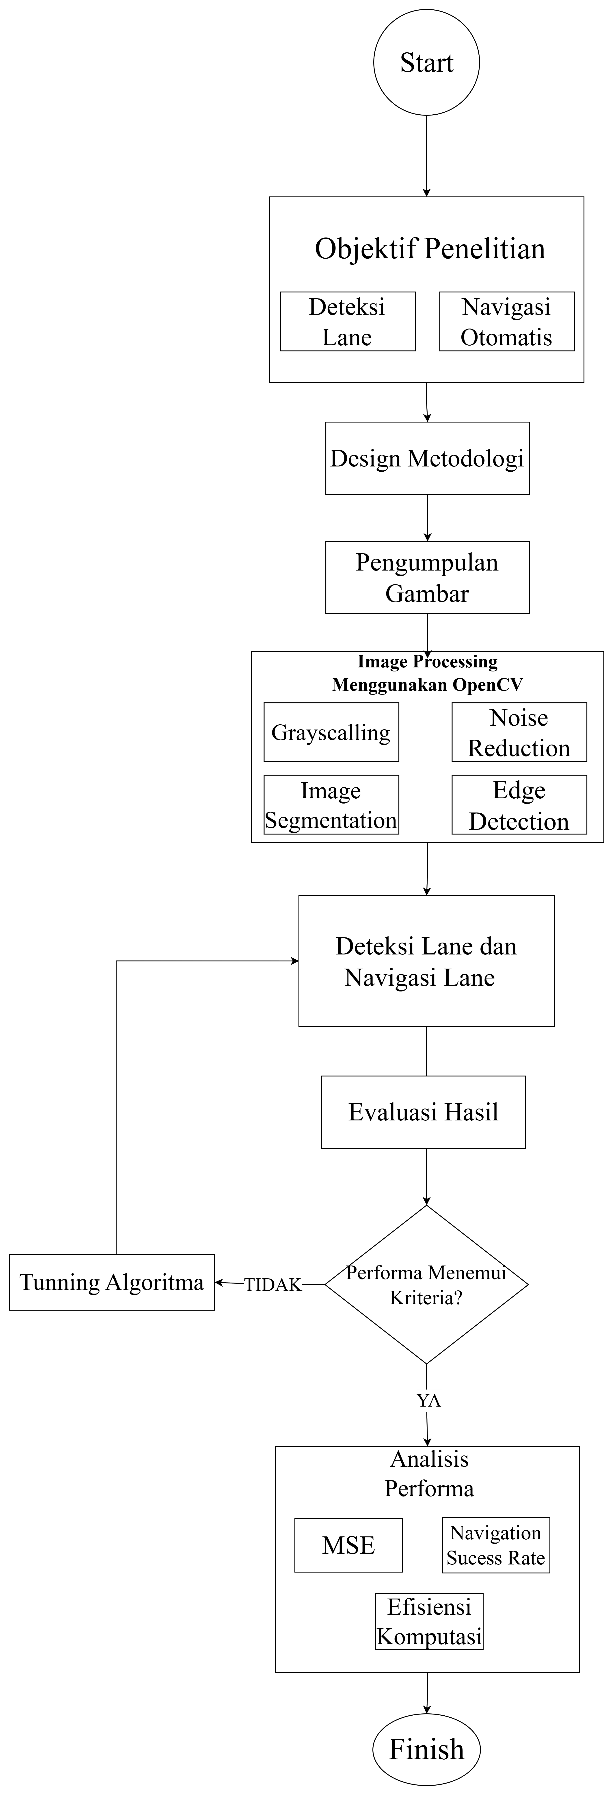 Start
Objektif Penelitian
Deteksi
Lane
Navigasi
Otomatis
Design Metodologi
Pengumpulan
Gambar
Image Processing
Menggunakan OpenCV
Grayscalling
Noise
Reduction
Image
Segmentation
Edge
Detection
Deteksi Lane dan
Navigasi Lane
Evaluasi Hasil
Performa Menemui
Kriteria?
TIDAK
Tunning Algoritma
YA
Analisis
Performa
MSE
Navigation
Sucess Rate
Efisiensi
Komputasi
Finish